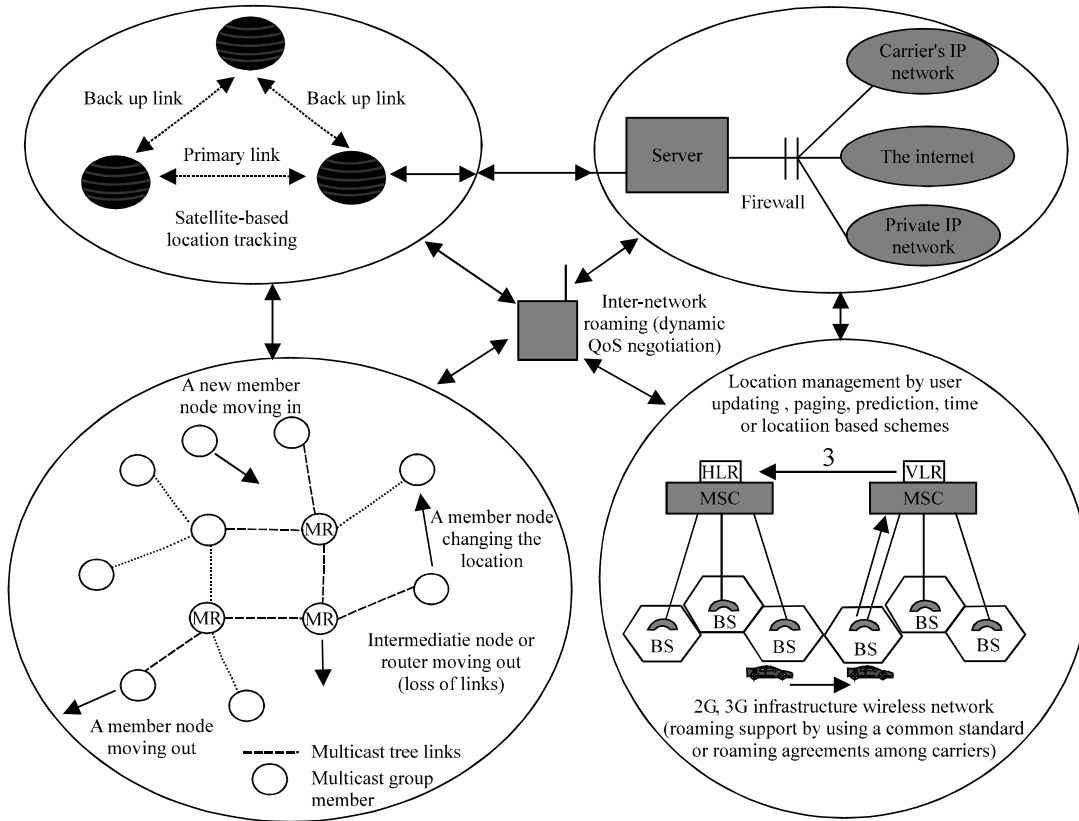 Back up link
Back up link
Primary link
Satellite-based
location tracking
Server
Firewall
Carrier's IP
network
The internet
Private IP
network
Inter-network
roaming (dynamic
QoS negotiation)
A new member
node moving in
MR
A member node
changing the
location
MR
MR
Intermediatie node or
router moving out
(loss of links)
A member node
moving out
Multicast tree links
Multicast group
member
Location management by user
updating , paging, prediction, time
or locatiion based schemes
HLR
3
VLR
MSC
MSC
BS
BS
BS
BS
BS
BS
2G, 3G infrastructure wireless network
(roaming support by using a common standard
or roaming agreements among carriers)